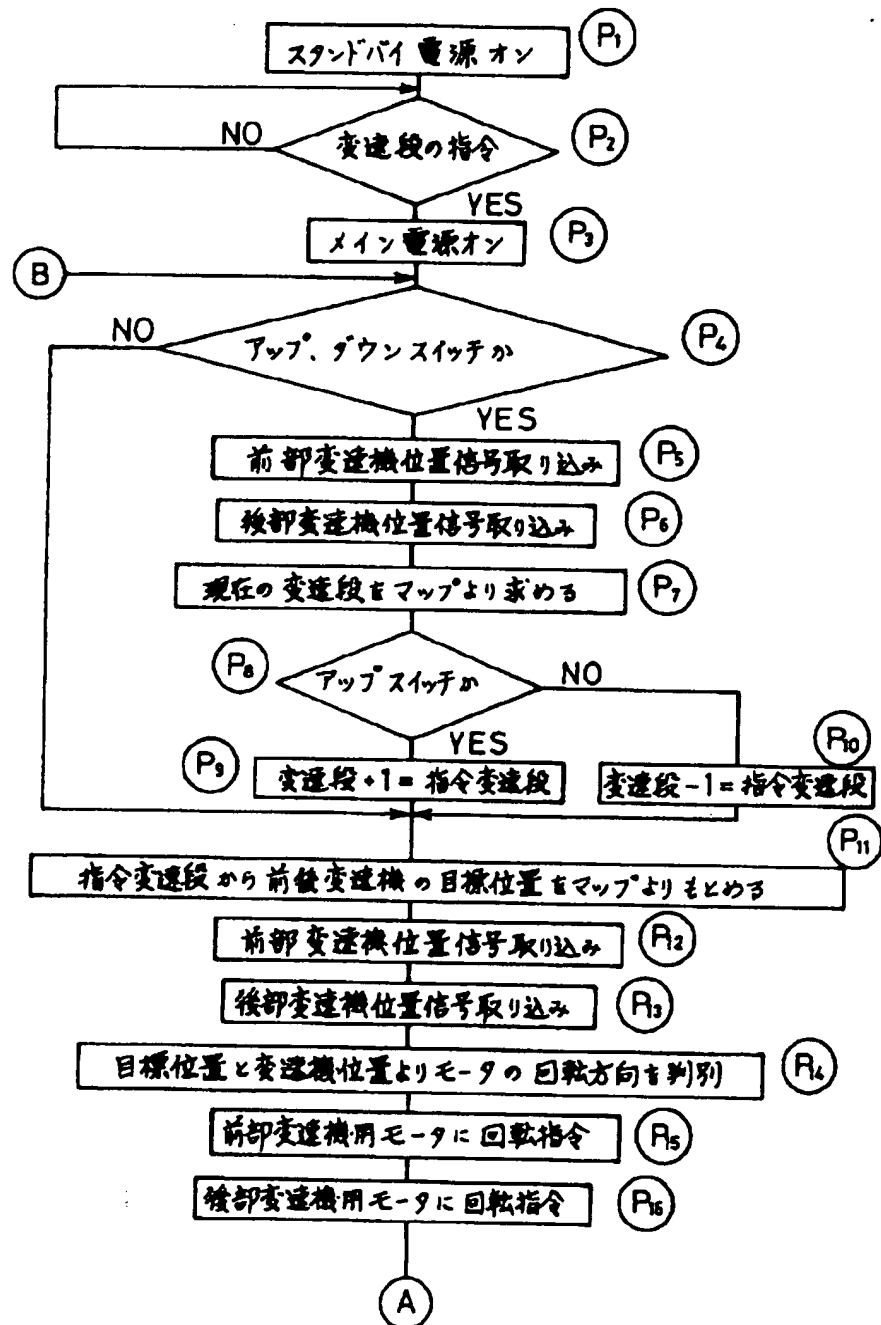 スタンドバイ電源オン P1
NO 変速段の指令 P2
YES
メイン電源オン P3
B
NO アップ、ダウンスイッチか P4
YES
前部変速機位置信号取り込み P5
後部変速機位置信号取り込み P6
現在の変速段をマップより求める P7
P8 アップスイッチか NO
YES
P9 変速段+1=指令変速段
P10 変速段-1=指令変速段
P11
指令変速段から前後変速機の目標位置をマップよりもとめる
前部変速機位置信号取り込み P12
後部変速機位置信号取り込み P13
目標位置と変速機位置よりモータの回転方向を判別 P14
前部変速機用モータに回転指令 P15
後部変速機用モータに回転指令 P16
A